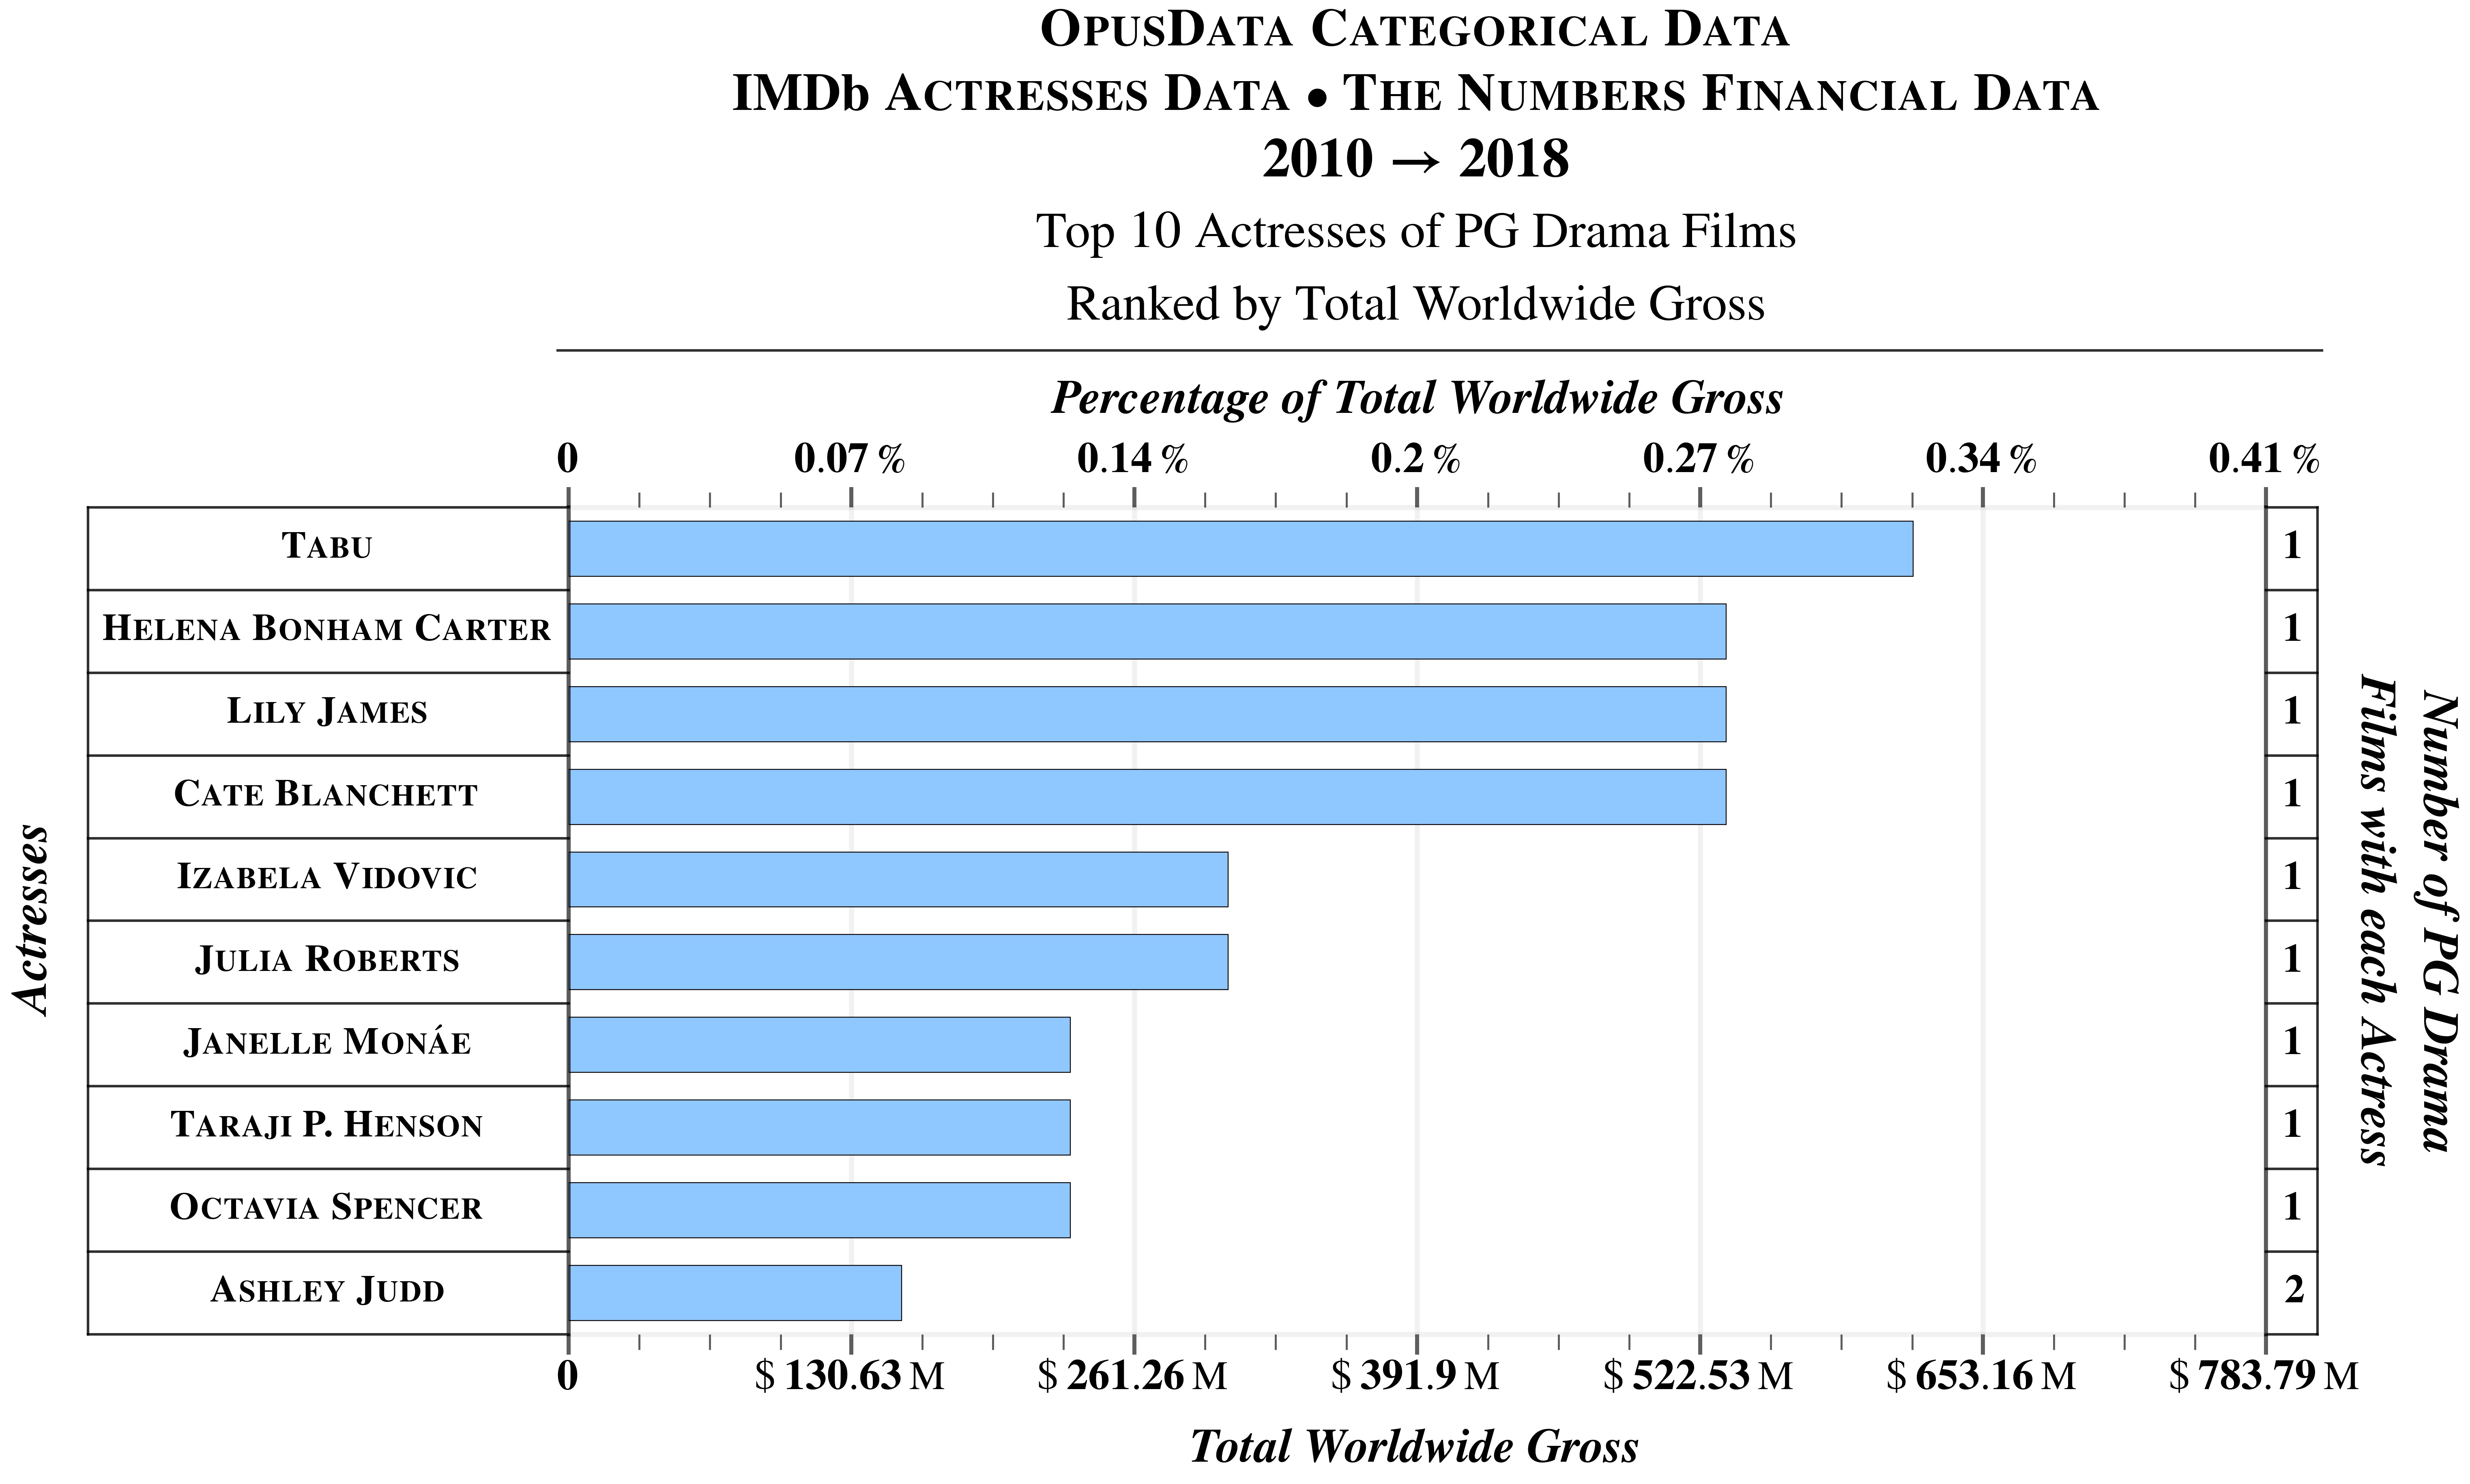 OpusData Categorical Data
IMDb Actresses Data • The Numbers Financial Data
2010 → 2018
Top 10 Actresses of PG Drama Films
Ranked by Total Worldwide Gross
Percentage of Total Worldwide Gross
0 0.07 % 0.14 % 0.2 % 0.27 % 0.34 % 0.41 %
Tabu 1
Helena Bonham Carter 1
Lily James 1
Cate Blanchett 1
Izabela Vidovic 1
Julia Roberts 1
Janelle Monáe 1
Taraji P. Henson 1
Octavia Spencer 1
Ashley Judd 2
Actresses
Number of PG Drama
Films with each Actress
0 $ 130.63 M $ 261.26 M $ 391.9 M $ 522.53 M $ 653.16 M $ 783.79 M
Total Worldwide Gross